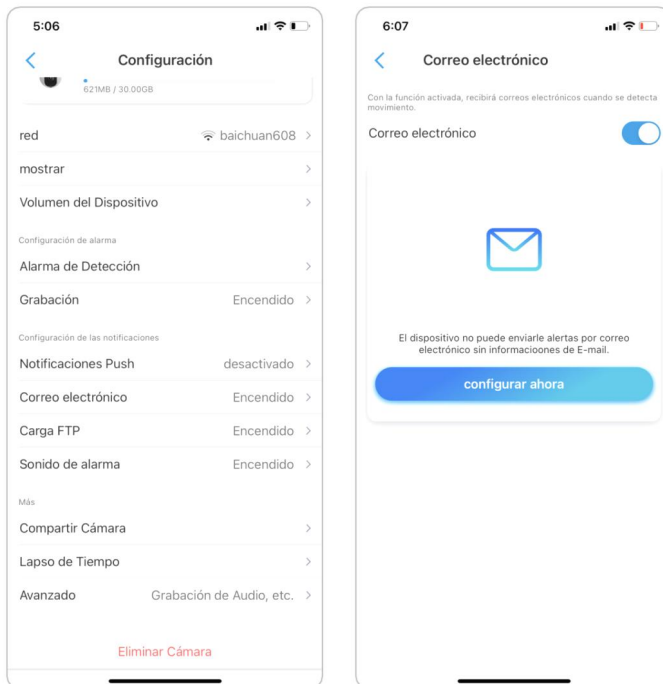 5:06
Configuración
621MB / 30.00GB
red baichuan608
mostrar
Volumen del Dispositivo
Configuración de alarma
Alarma de Detección
Grabación Encendido
Configuración de las notificaciones
Notificaciones Push desactivado
Correo electrónico Encendido
Carga FTP Encendido
Sonido de alarma Encendido
Más
Compartir Cámara
Lapso de Tiempo
Avanzado Grabación de Audio, etc.
Eliminar Cámara
6:07
Correo electrónico
Con la función activada, recibirá correos electrónicos cuando se detecta
movimiento.
Correo electrónico
El dispositivo no puede enviarle alertas por correo
electrónico sin informacioones de E-mail.
configurar ahora